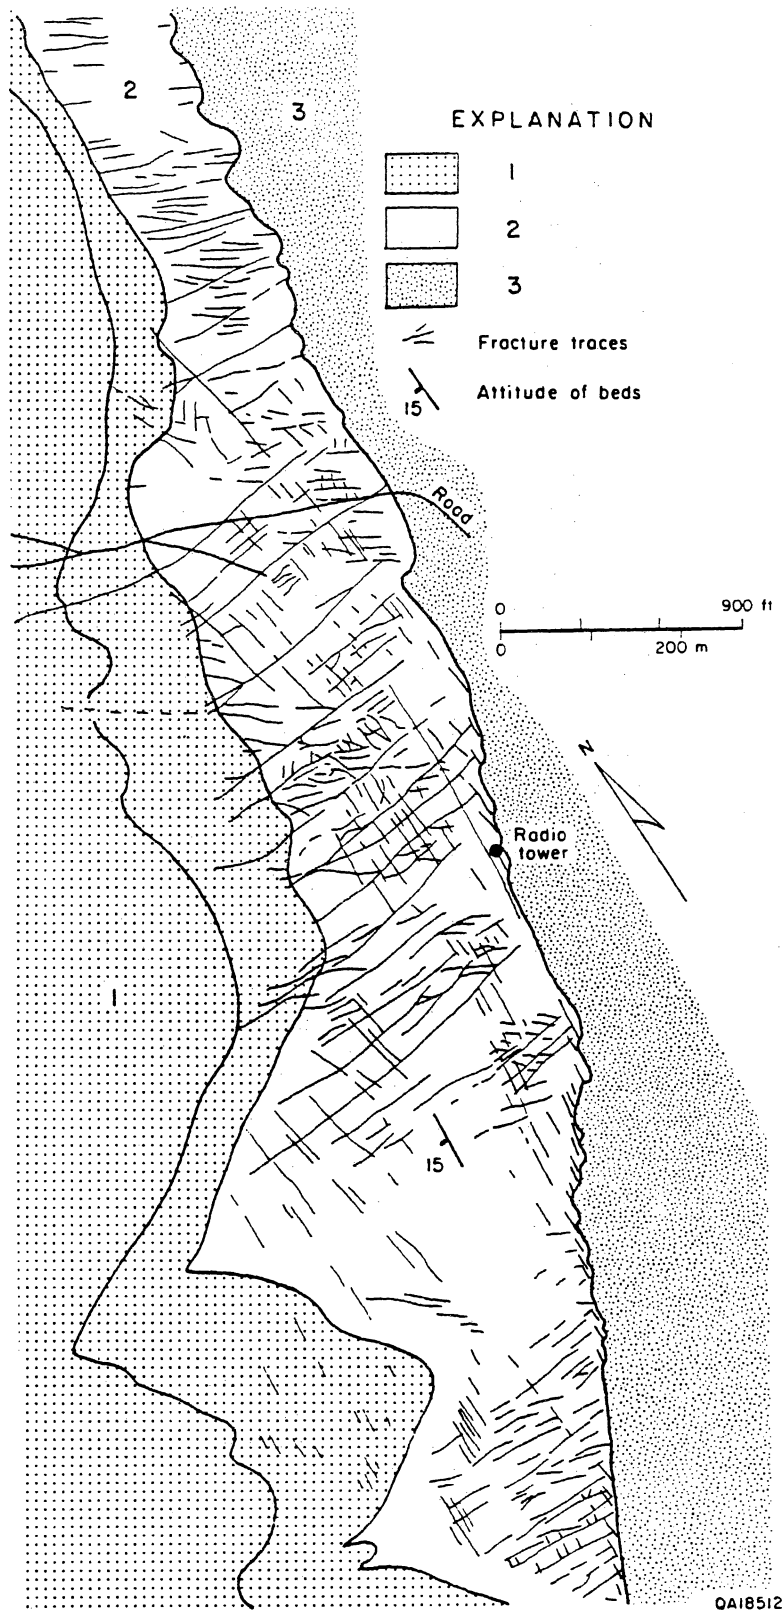 2
3
EXPLANATION
1
2
3
Fracture traces
15
Attitude of beds
Road
0
900 ft
0
200 m
N
Radio
tower
1
15
QA18512